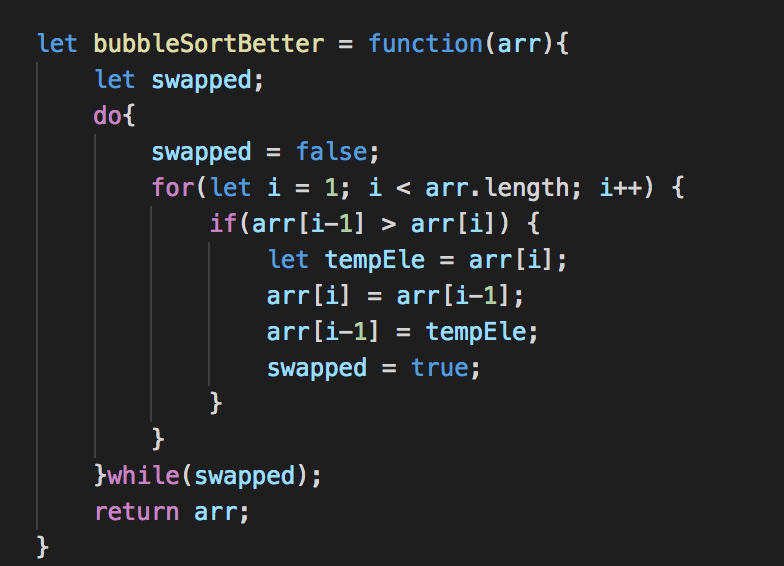 let bubbleSortBetter = function(arr){
    let swapped;
    do{
        swapped = false;
        for(let i = 1; i < arr.length; i++) {
            if(arr[i-1] > arr[i]) {
                let tempEle = arr[i];
                arr[i] = arr[i-1];
                arr[i-1] = tempEle;
                swapped = true;
            }
        }
    }while(swapped);
    return arr;
}